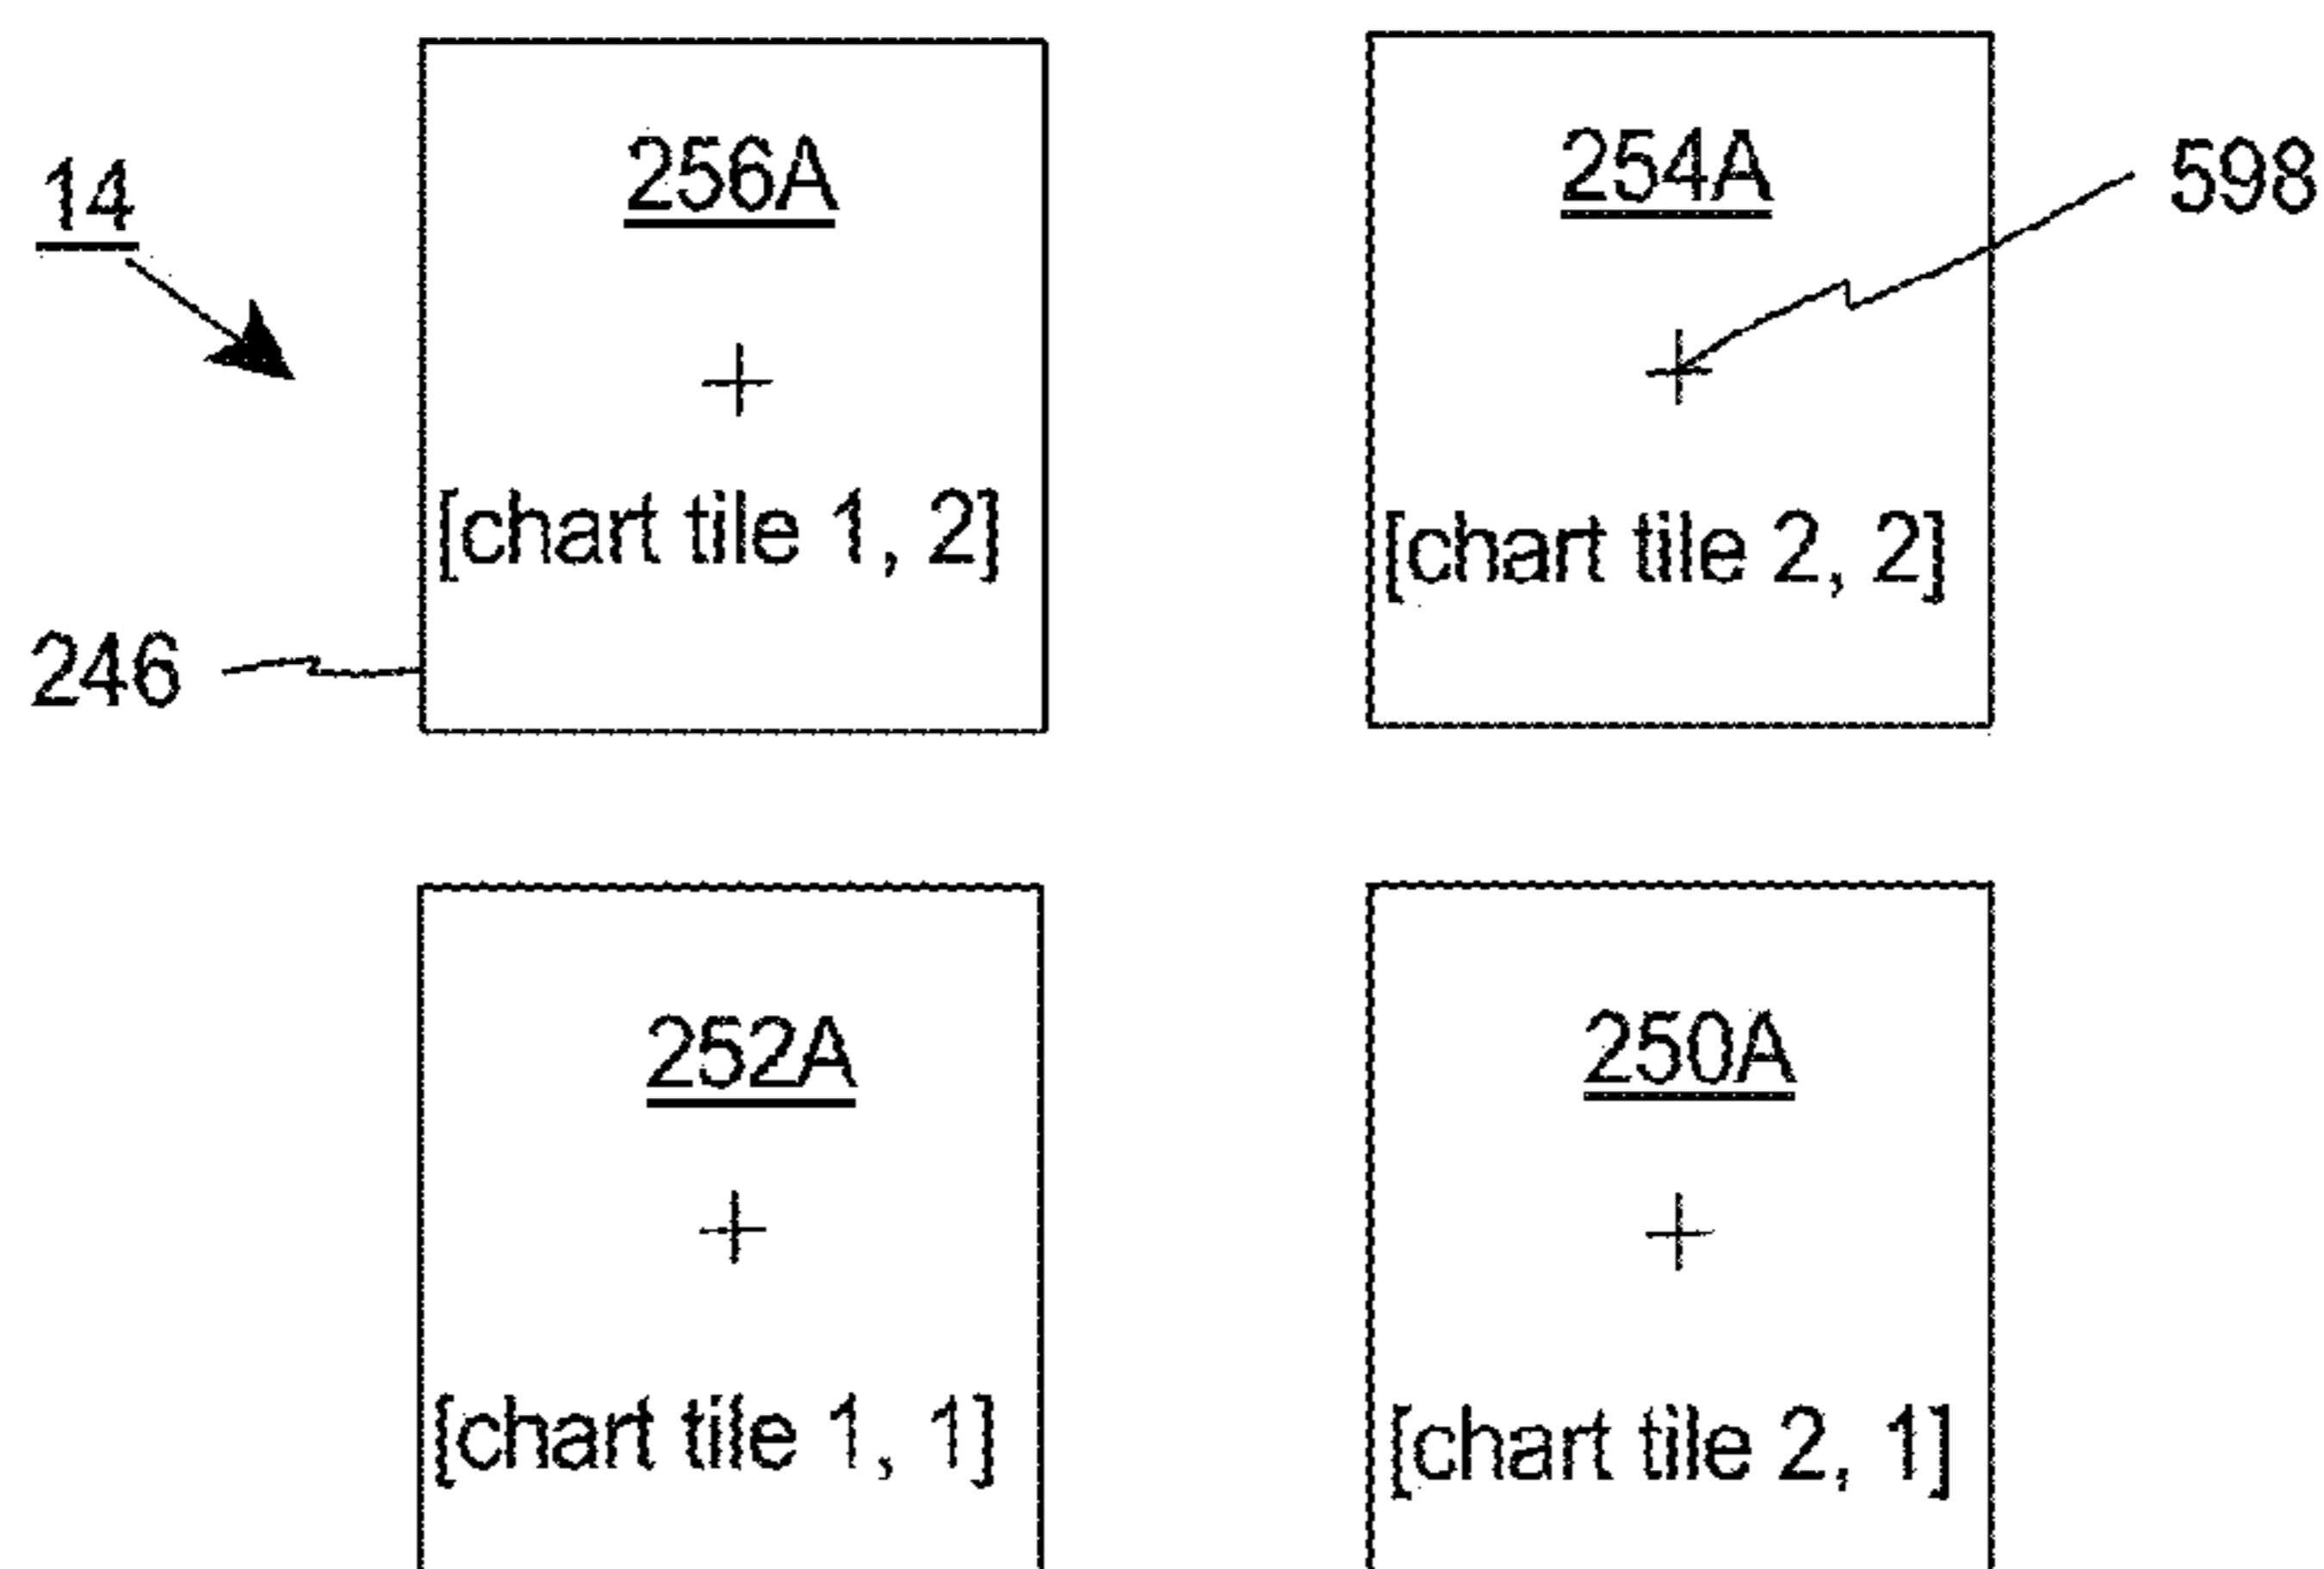 14
256A
[chart tile 1, 2]
246
254A
[chart tile 2, 2]
598
252A
[chart tile 1, 1]
250A
[chart tile 2, 1]